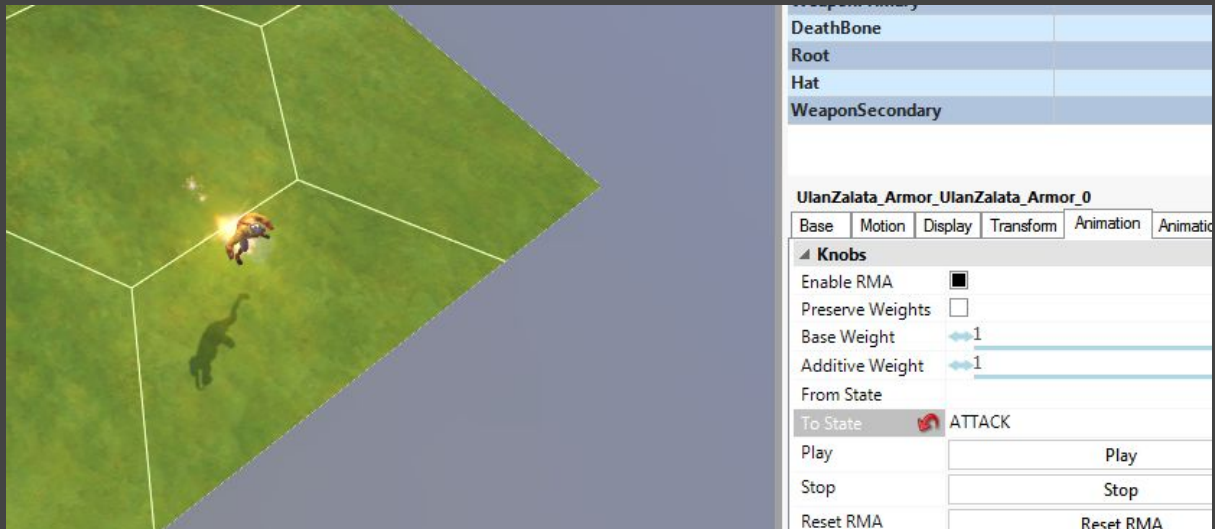 DeathBone
Root
Hat
WeaponSecondary
UlanZalata_Armor_UlanZalata_Armor_0
Base Motion Display Transform Animation Animatio
Knobs
Enable RMA
Preserve Weights
Base Weight 1
Additive Weight 1
From State
To State ATTACK
Play Play
Stop Stop
Reset RMA Reset RMA